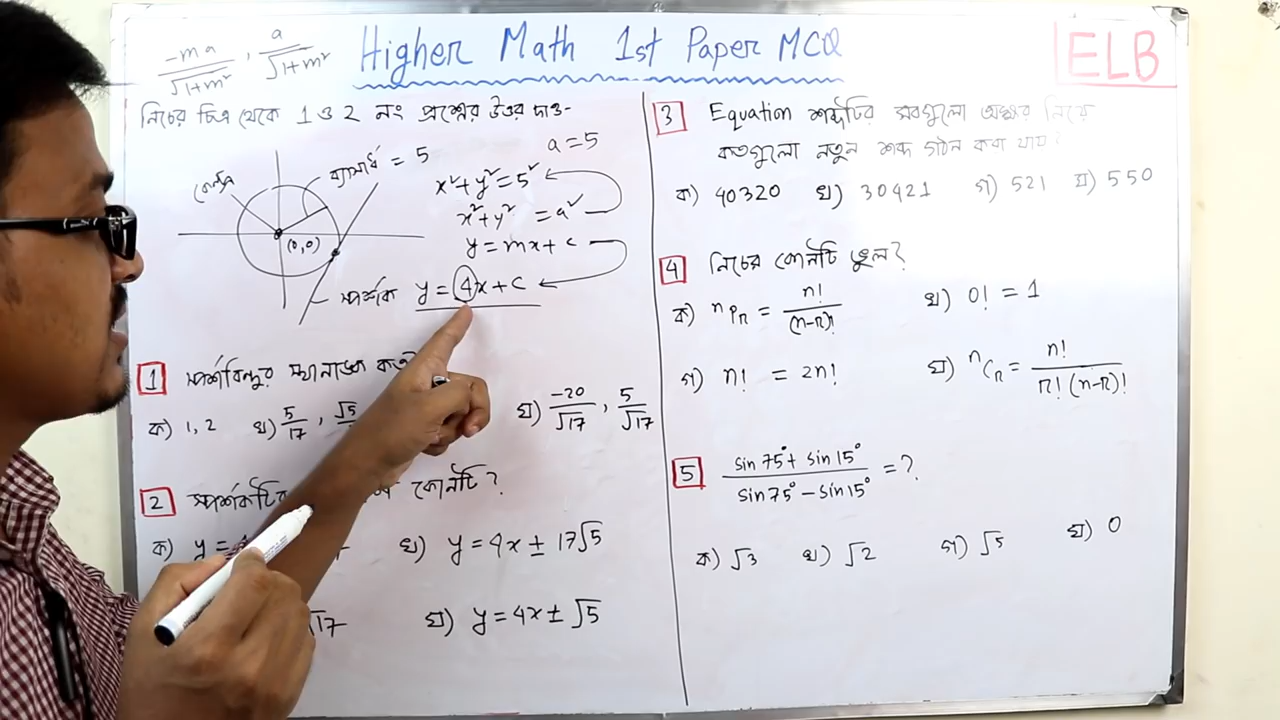 -ma/√1+m² , a/√1+m²
Higher Math 1st Paper MCQ
ELB
নিচের চিত্র থেকে 1 ও 2 নং প্রশ্নের উত্তর দাও-
কেন্দ্র
ব্যাসার্ধ = 5
(0,0)
স্পর্শক
a = 5
x²+y² = 5²
x²+y² = a²
y = mx + c
y = 4x + c
1 স্পর্শবিন্দুর স্থানাঙ্ক কত
ক) 1, 2 খ) 5/17 , √5 ঘ) -20/√17 , 5/√17
2 স্পর্শকটির কোনটি ?
ক) y = 4 খ) y = 4x ± 17√5
√17 ঘ) y = 4x ± √5
3 Equation শব্দটির সবগুলো অক্ষর নিয়ে
কতগুলো নতুন শব্দ গঠন করা যায় ?
ক) 40320 খ) 30421 গ) 521 ঘ) 550
4 নিচের কোনটি ভুল ?
ক) ⁿPr = n!/(n-r)! খ) 0! = 1
গ) n! = 2n! ঘ) ⁿCr = n!/r!(n-r)!
5 sin 75° + sin 15°/sin 75° - sin 15° = ?
ক) √3 খ) √2 গ) √5 ঘ) 0